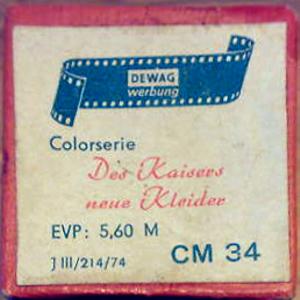 DEWAG
werbung
Colorserie
Des Kaisers
neue Kleider
EVP: 5,60 M
CM 34
J III/214/74